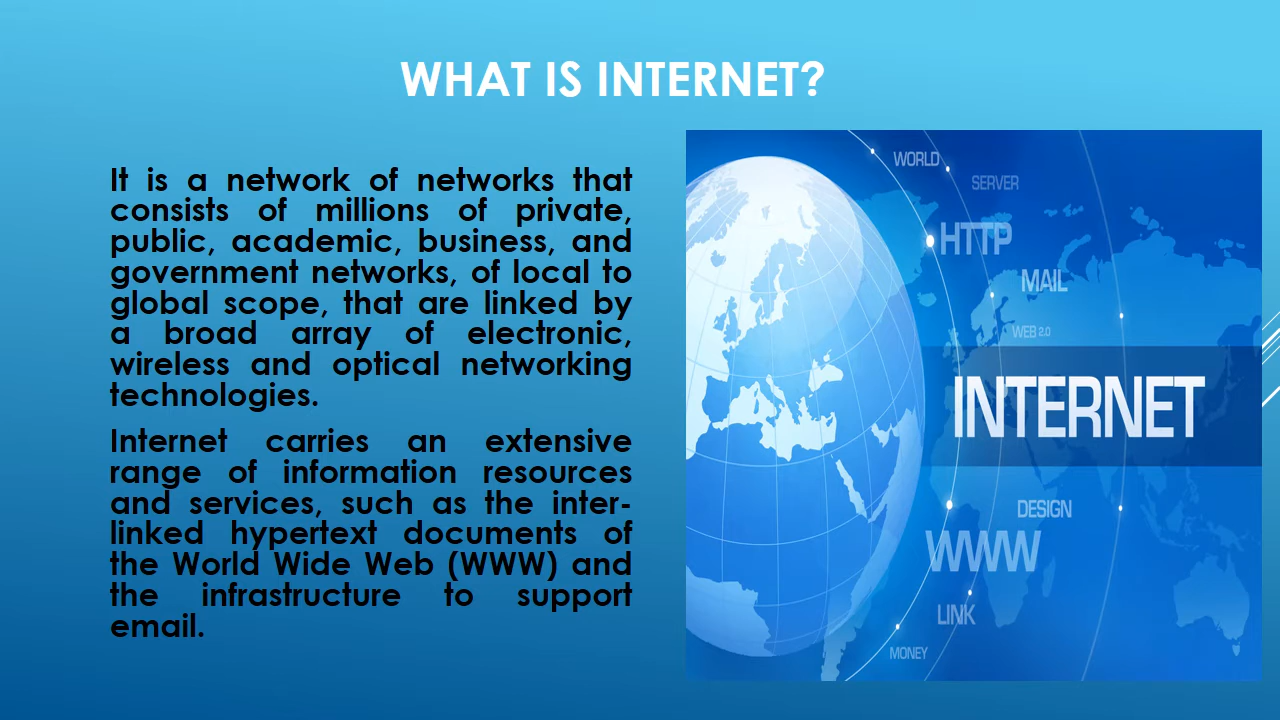 WHAT IS INTERNET?
It is a network of networks that
consists of millions of private,
public, academic, business, and
government networks, of local to
global scope, that are linked by
a broad array of electronic,
wireless and optical networking
technologies.
Internet carries an extensive
range of information resources
and services, such as the inter-
linked hypertext documents of
the World Wide Web (WWW) and
the infrastructure to support
email.
WORLD
SERVER
HTTP
MAIL
WEB 2.0
INTERNET
DESIGN
WWW
LINK
MONEY